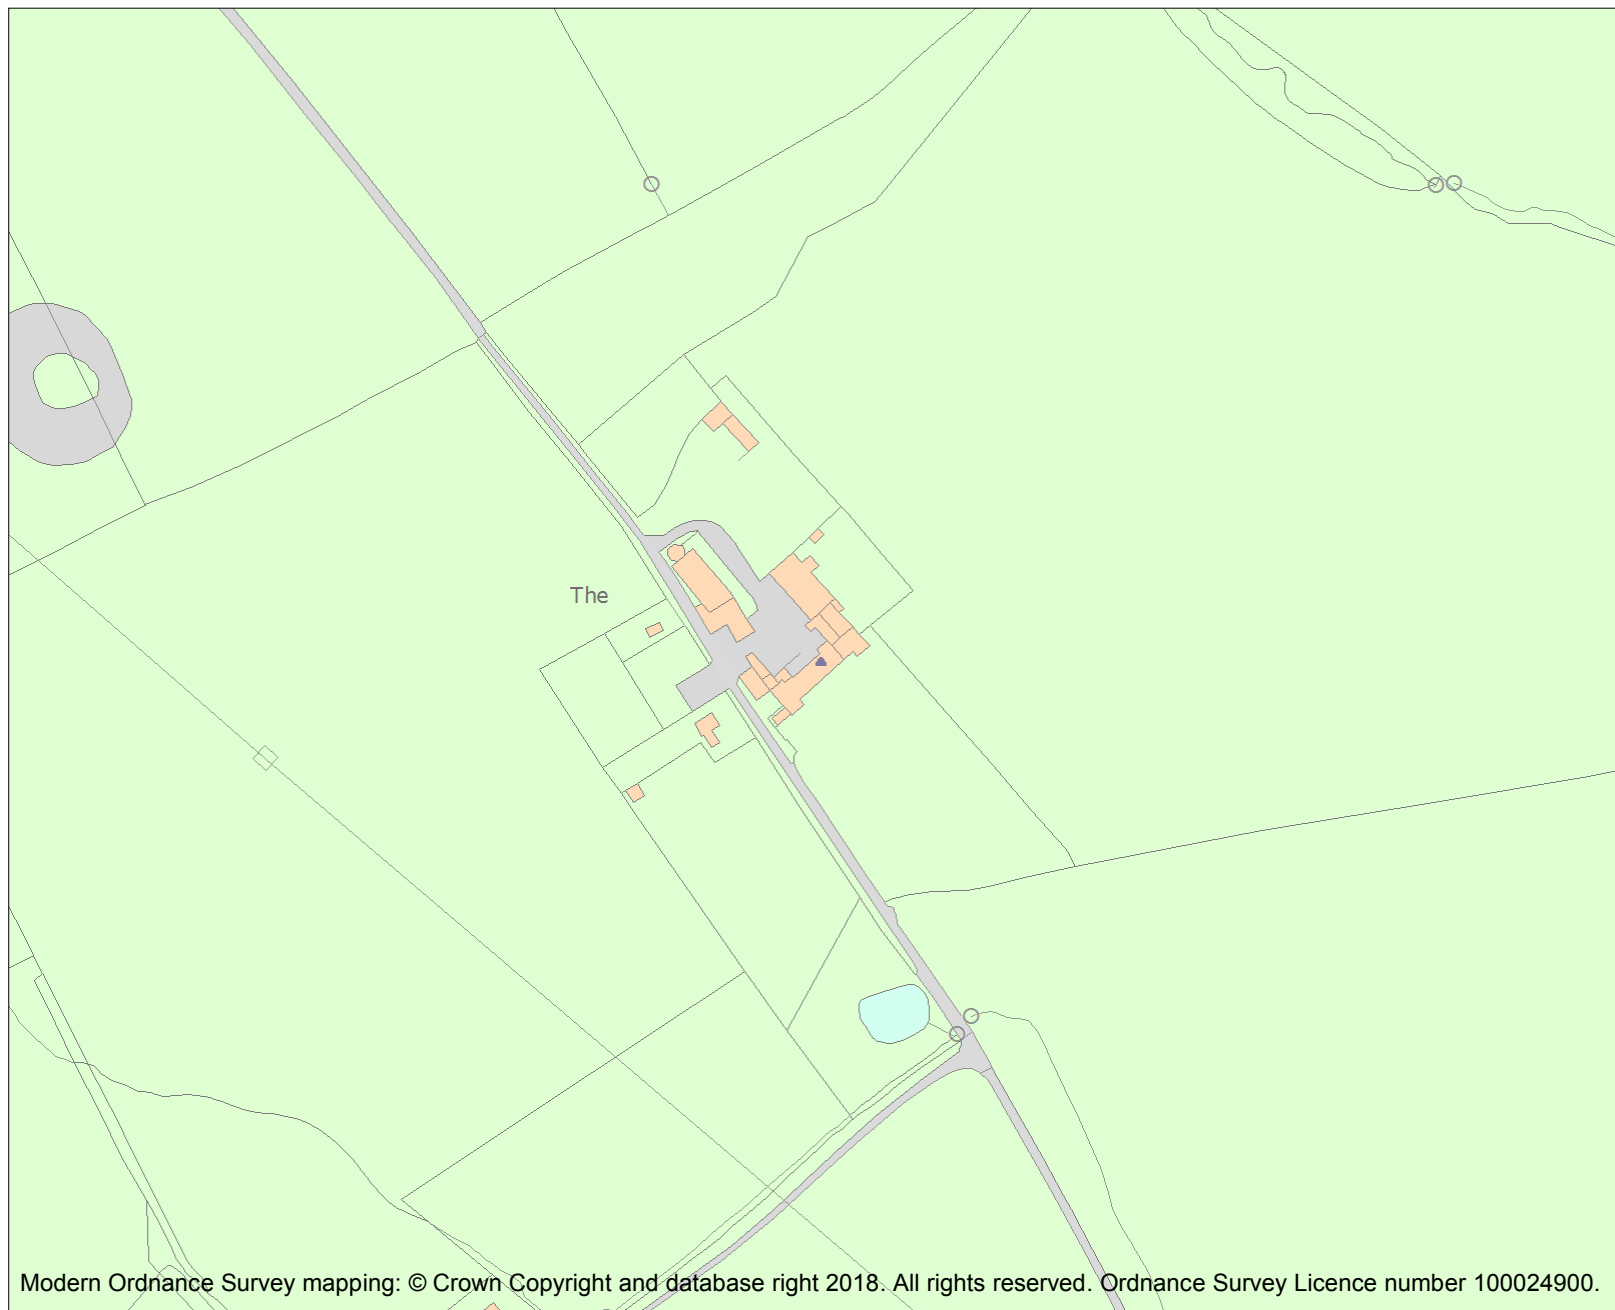 The
Modern Ordnance Survey mapping: © Crown Copyright and database right 2018. All rights reserved. Ordnance Survey Licence number 100024900.